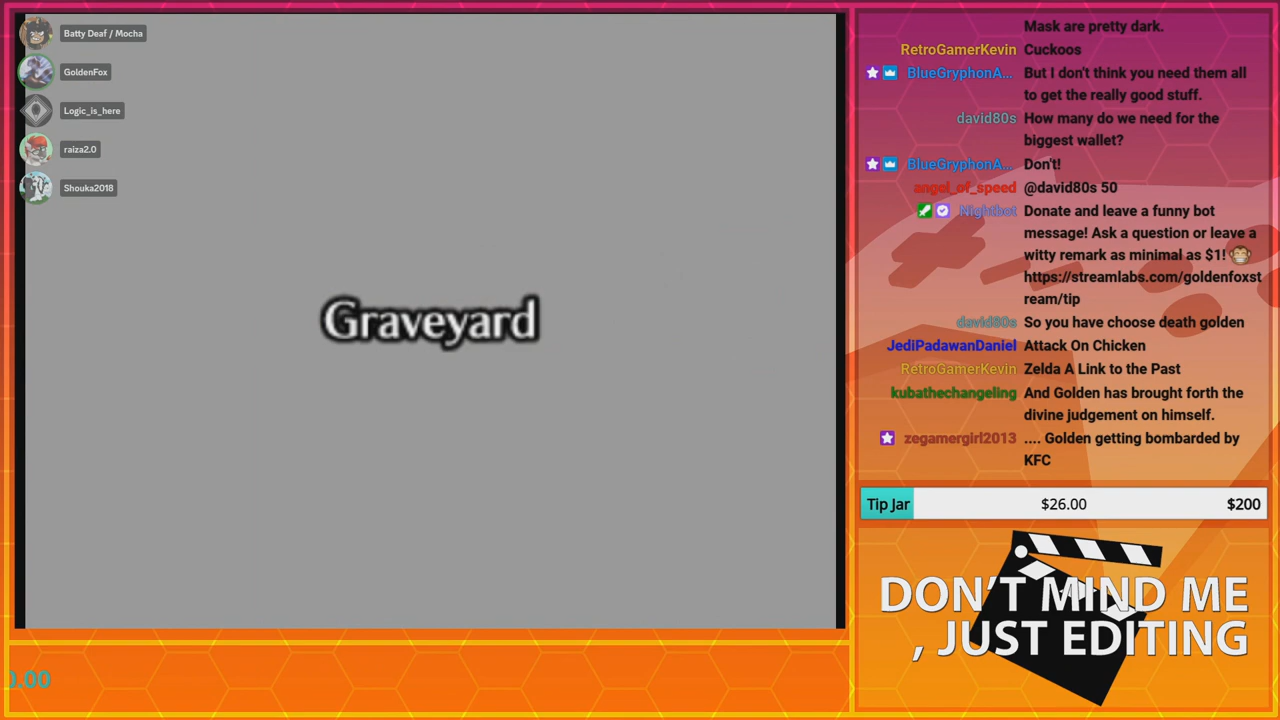 Batty Deaf / Mocha
GoldenFox
Logic_is_here
raiza2.0
Shouka2018
Graveyard
Mask are pretty dark.
RetroGamerKevin Cuckoos
BlueGryphonA... But I don't think you need them all
to get the really good stuff.
david80s How many do we need for the
biggest wallet?
BlueGryphonA... Don't!
angel_of_speed @david80s 50
Nightbot Donate and leave a funny bot
message! Ask a question or leave a
witty remark as minimal as $1!
https://streamlabs.com/goldenfoxst
ream/tip
david80s So you have choose death golden
JediPadawanDaniel Attack On Chicken
RetroGamerKevin Zelda A Link to the Past
kubathechangeling And Golden has brought forth the
divine judgement on himself.
zegamergirl2013 .... Golden getting bombarded by
KFC
Tip Jar $26.00 $200
DON'T MIND ME
, JUST EDITING
0.00